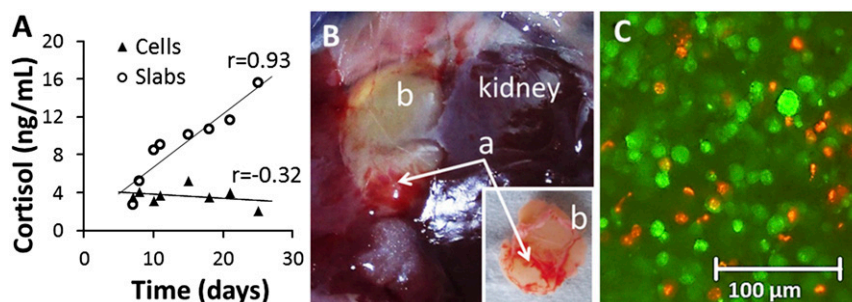 A
▲ Cells
○ Slabs
r=0.93
r=-0.32
Cortisol (ng/mL)
20
16
12
8
4
0
0
10
20
30
Time (days)
B
b
kidney
a
b
C
100 µm